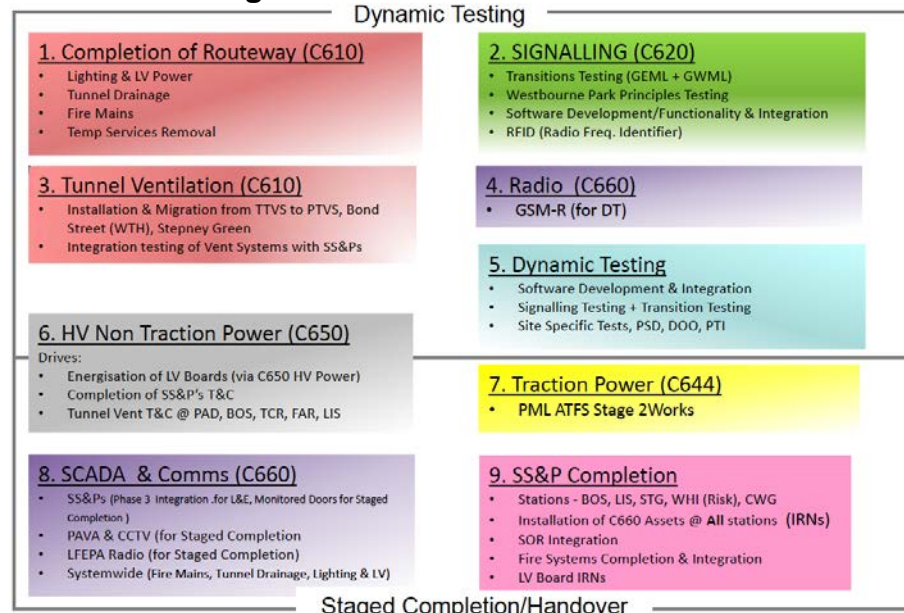 Dynamic Testing
1. Completion of Routeway (C610)
• Lighting & LV Power
• Tunnel Drainage
• Fire Mains
• Temp Services Removal
2. SIGNALLING (C620)
• Transitions Testing (GEML + GWML)
• Westbourne Park Principles Testing
• Software Development/Functionality & Integration
• RFID (Radio Freq. Identifier)
3. Tunnel Ventilation (C610)
• Installation & Migration from TTVS to PTVS, Bond
Street (WTH), Stepney Green
• Integration testing of Vent Systems with SS&Ps
4. Radio (C660)
• GSM-R (for DT)
5. Dynamic Testing
• Software Development & Integration
• Signalling Testing + Transition Testing
• Site Specific Tests, PSD, DOO, PTI
6. HV Non Traction Power (C650)
Drives:
• Energisation of LV Boards (via C650 HV Power)
• Completion of SS&P's T&C
• Tunnel Vent T&C @ PAD, BOS, TCR, FAR, LIS
7. Traction Power (C644)
• PML ATFS Stage 2Works
8. SCADA & Comms (C660)
• SS&Ps (Phase 3 Integration .for L&E, Monitored Doors for Staged
Completion )
• PAVA & CCTV (for Staged Completion
• LFEPA Radio (for Staged Completion)
• Systemwide (Fire Mains, Tunnel Drainage, Lighting & LV)
9. SS&P Completion
• Stations - BOS, LIS, STG, WHI (Risk), CWG
• Installation of C660 Assets @ All stations (IRNs)
• SOR Integration
• Fire Systems Completion & Integration
• LV Board IRNs
Staged Completion/Handover